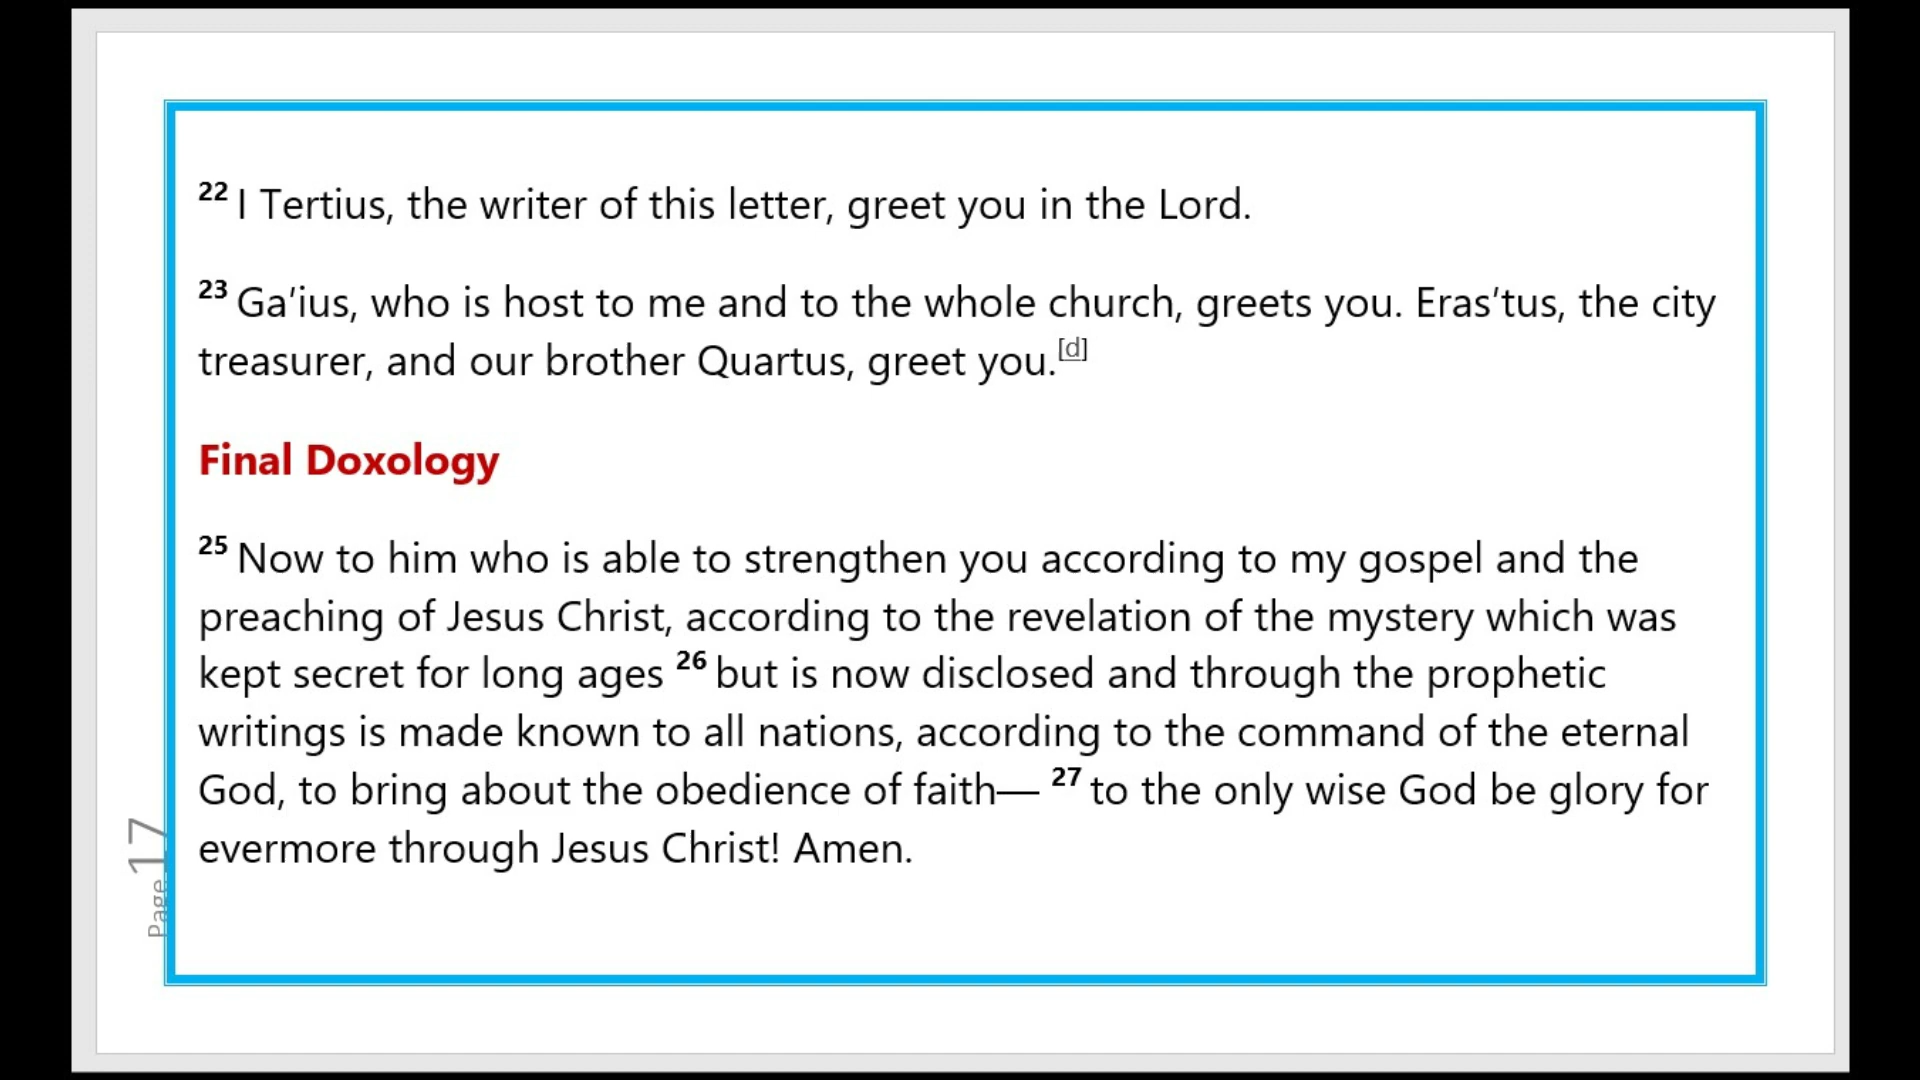 22 I Tertius, the writer of this letter, greet you in the Lord.
23 Ga′ius, who is host to me and to the whole church, greets you. Eras′tus, the city
treasurer, and our brother Quartus, greet you.[d]
Final Doxology
25 Now to him who is able to strengthen you according to my gospel and the
preaching of Jesus Christ, according to the revelation of the mystery which was
kept secret for long ages 26 but is now disclosed and through the prophetic
writings is made known to all nations, according to the command of the eternal
God, to bring about the obedience of faith— 27 to the only wise God be glory for
evermore through Jesus Christ! Amen.
Page 17